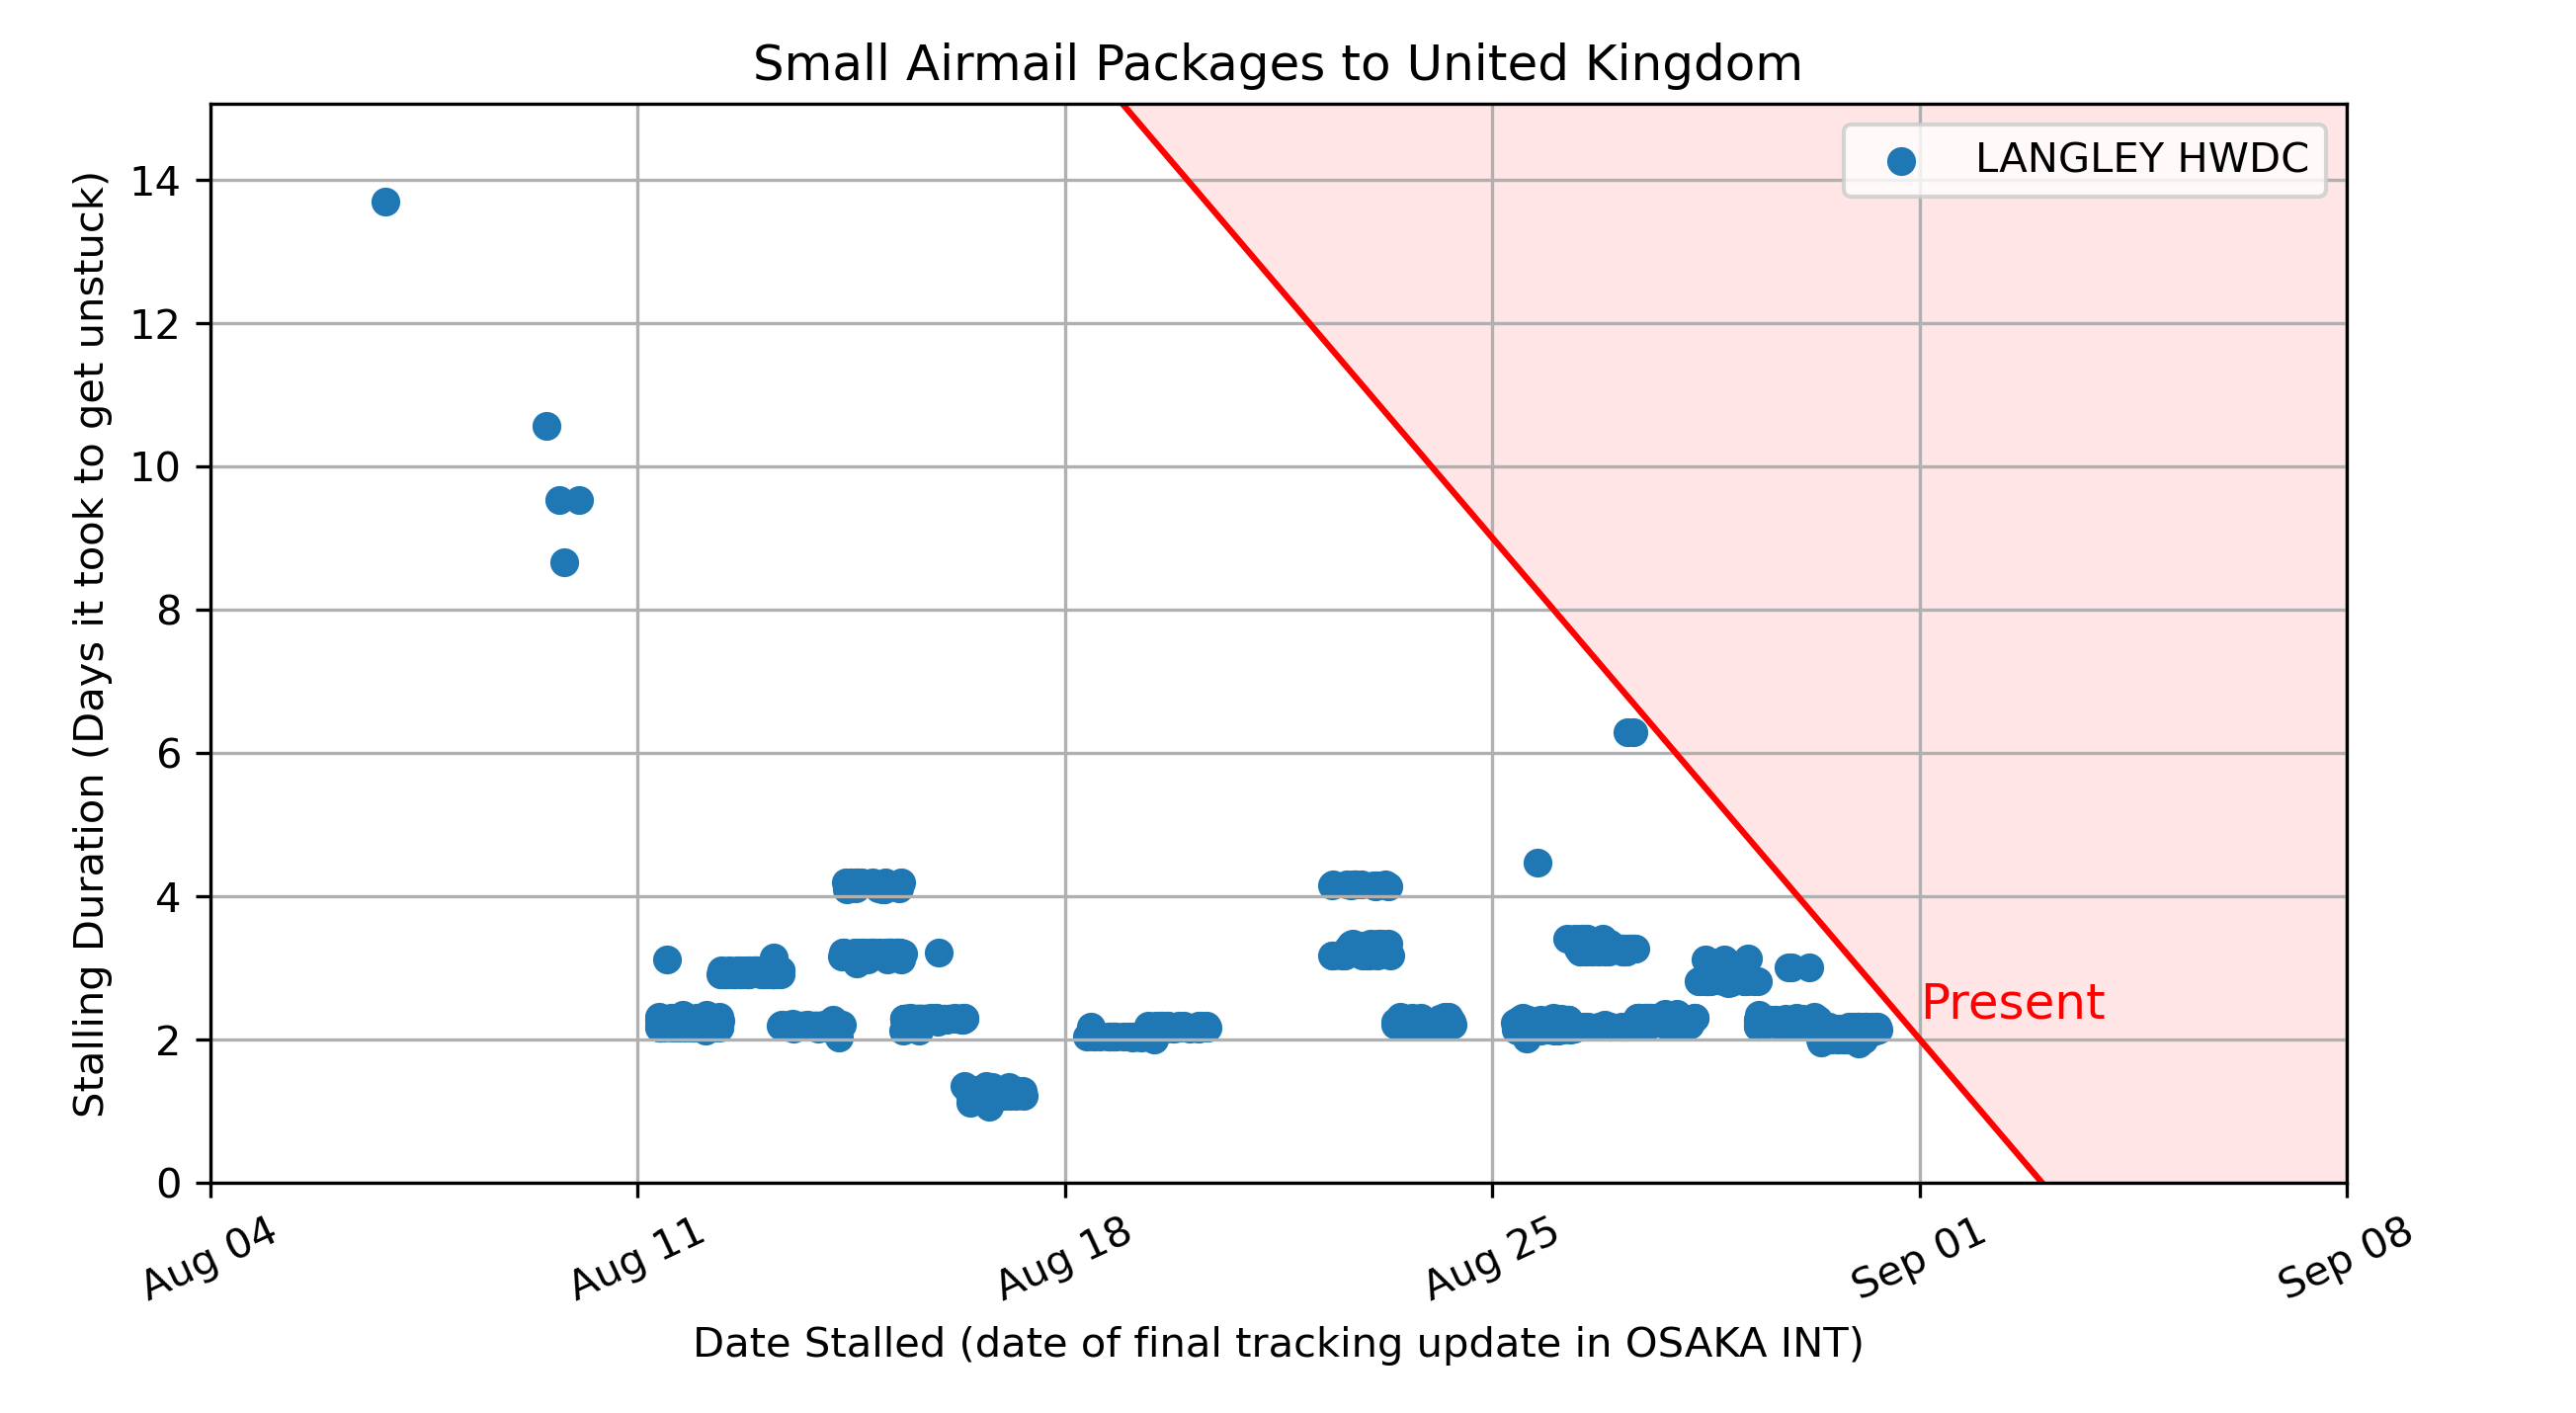 Small Airmail Packages to United Kingdom
LANGLEY HWDC
Stalling Duration (Days it took to get unstuck)
14
12
10
8
6
4
2
0
Present
Aug 04
Aug 11
Aug 18
Aug 25
Sep 01
Sep 08
Date Stalled (date of final tracking update in OSAKA INT)